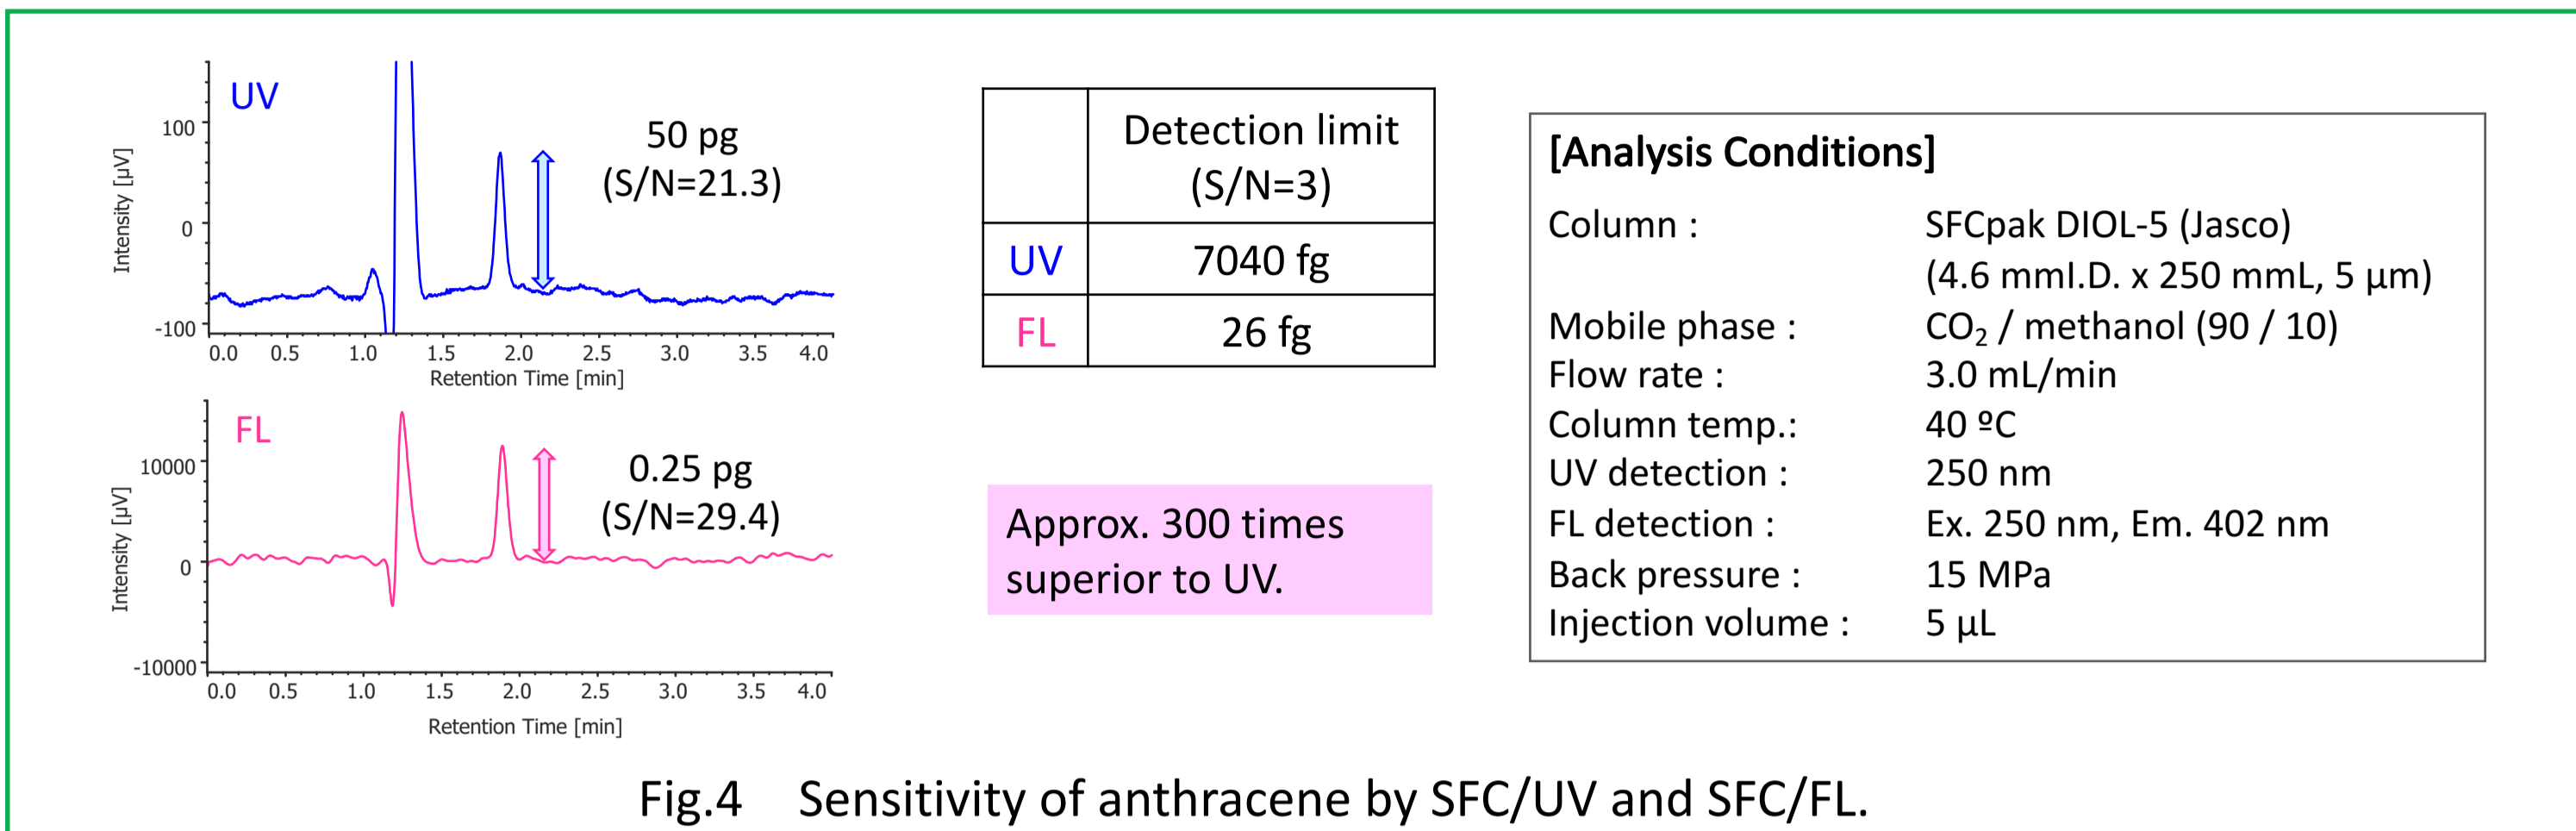 UV
50 pg
(S/N=21.3)
Intensity [µV]
100
0
-100
0.0 0.5 1.0 1.5 2.0 2.5 3.0 3.5 4.0
Retention Time [min]
FL
0.25 pg
(S/N=29.4)
Intensity [µV]
10000
0
-10000
0.0 0.5 1.0 1.5 2.0 2.5 3.0 3.5 4.0
Retention Time [min]
Detection limit
(S/N=3)
UV 7040 fg
FL 26 fg
Approx. 300 times
superior to UV.
[Analysis Conditions]
Column : SFCpak DIOL-5 (Jasco)
(4.6 mmI.D. x 250 mmL, 5 µm)
Mobile phase : CO₂ / methanol (90 / 10)
Flow rate : 3.0 mL/min
Column temp.: 40 ºC
UV detection : 250 nm
FL detection : Ex. 250 nm, Em. 402 nm
Back pressure : 15 MPa
Injection volume : 5 µL
Fig.4 Sensitivity of anthracene by SFC/UV and SFC/FL.